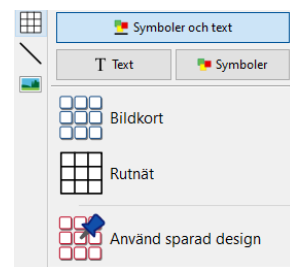 Symboler och text
T Text
Symboler
Bildkort
Rutnät
Använd sparad design